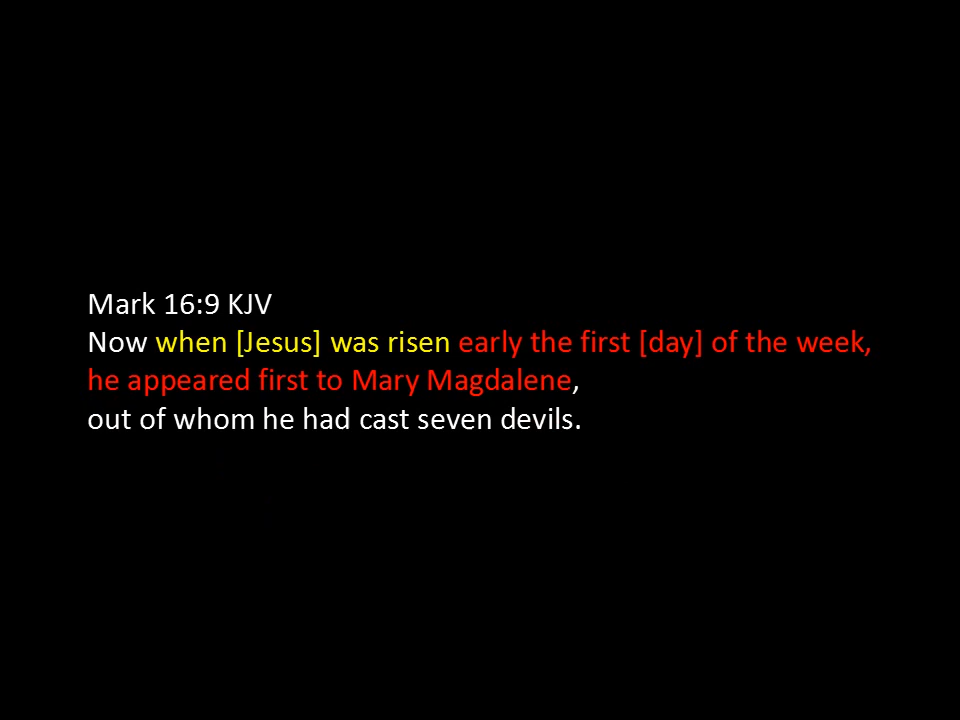 Mark 16:9 KJV
Now when [Jesus] was risen early the first [day] of the week,
he appeared first to Mary Magdalene,
out of whom he had cast seven devils.